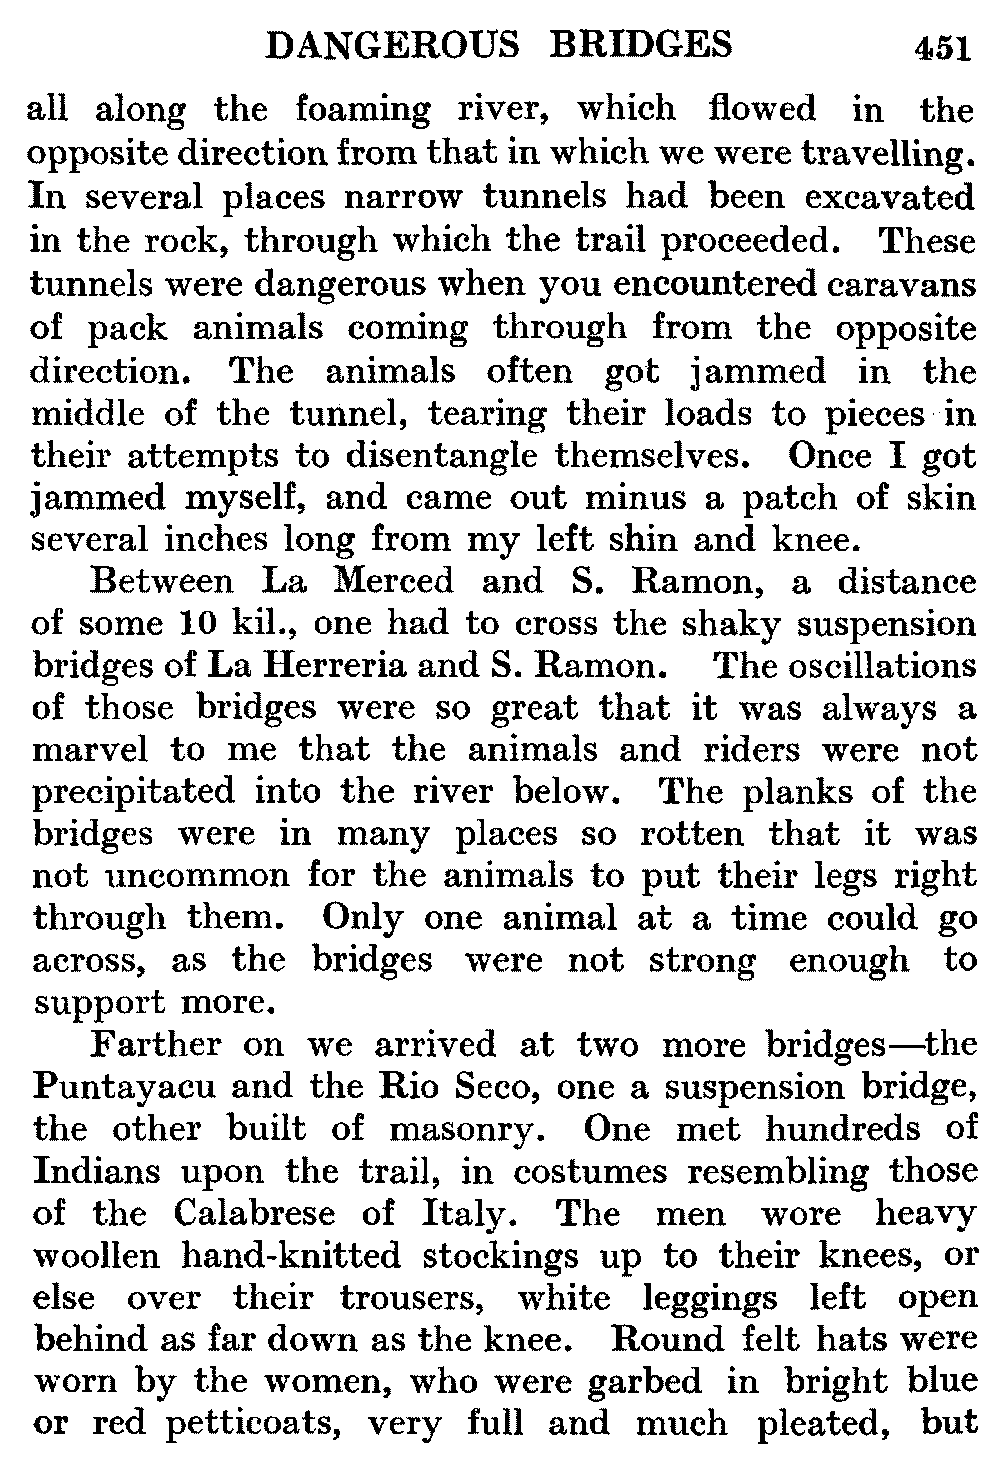 DANGEROUS BRIDGES 451
all along the foaming river, which flowed in the
opposite direction from that in which we were travelling.
In several places narrow tunnels had been excavated
in the rock, through which the trail proceeded. These
tunnels were dangerous when you encountered caravans
of pack animals coming through from the opposite
direction. The animals often got jammed in the
middle of the tunnel, tearing their loads to pieces in
their attempts to disentangle themselves. Once I got
jammed myself, and came out minus a patch of skin
several inches long from my left shin and knee.
Between La Merced and S. Ramon, a distance
of some 10 kil., one had to cross the shaky suspension
bridges of La Herreria and S. Ramon. The oscillations
of those bridges were so great that it was always a
marvel to me that the animals and riders were not
precipitated into the river below. The planks of the
bridges were in many places so rotten that it was
not uncommon for the animals to put their legs right
through them. Only one animal at a time could go
across, as the bridges were not strong enough to
support more.
Farther on we arrived at two more bridges—the
Puntayacu and the Rio Seco, one a suspension bridge,
the other built of masonry. One met hundreds of
Indians upon the trail, in costumes resembling those
of the Calabrese of Italy. The men wore heavy
woollen hand-knitted stockings up to their knees, or
else over their trousers, white leggings left open
behind as far down as the knee. Round felt hats were
worn by the women, who were garbed in bright blue
or red petticoats, very full and much pleated, but